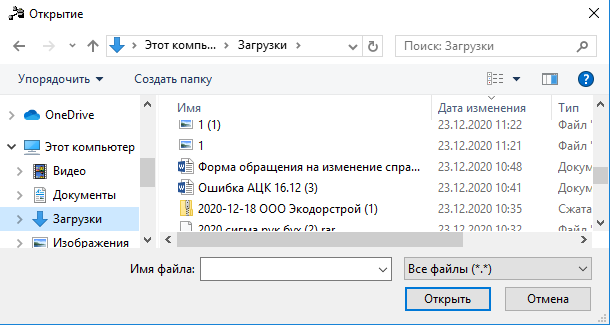 Открытие
Этот компь... Загрузки
Поиск: Загрузки
Упорядочить Создать папку
OneDrive
Этот компьютер
Видео
Документы
Загрузки
Изображения
Имя Дата изменения Тип
1 (1) 23.12.2020 11:22 Файл "
1 23.12.2020 11:21 Файл "
Форма обращения на изменение спра... 23.12.2020 10:48 Докум
Ошибка АЦК 16.12 (3) 23.12.2020 10:41 Докум
2020-12-18 ООО Экодорстрой (1) 23.12.2020 10:35 Сжата
2020 сигма рук бух (2).rar 23.12.2020 10:32 Файл "
Имя файла: Все файлы (*.*)
Открыть Отмена